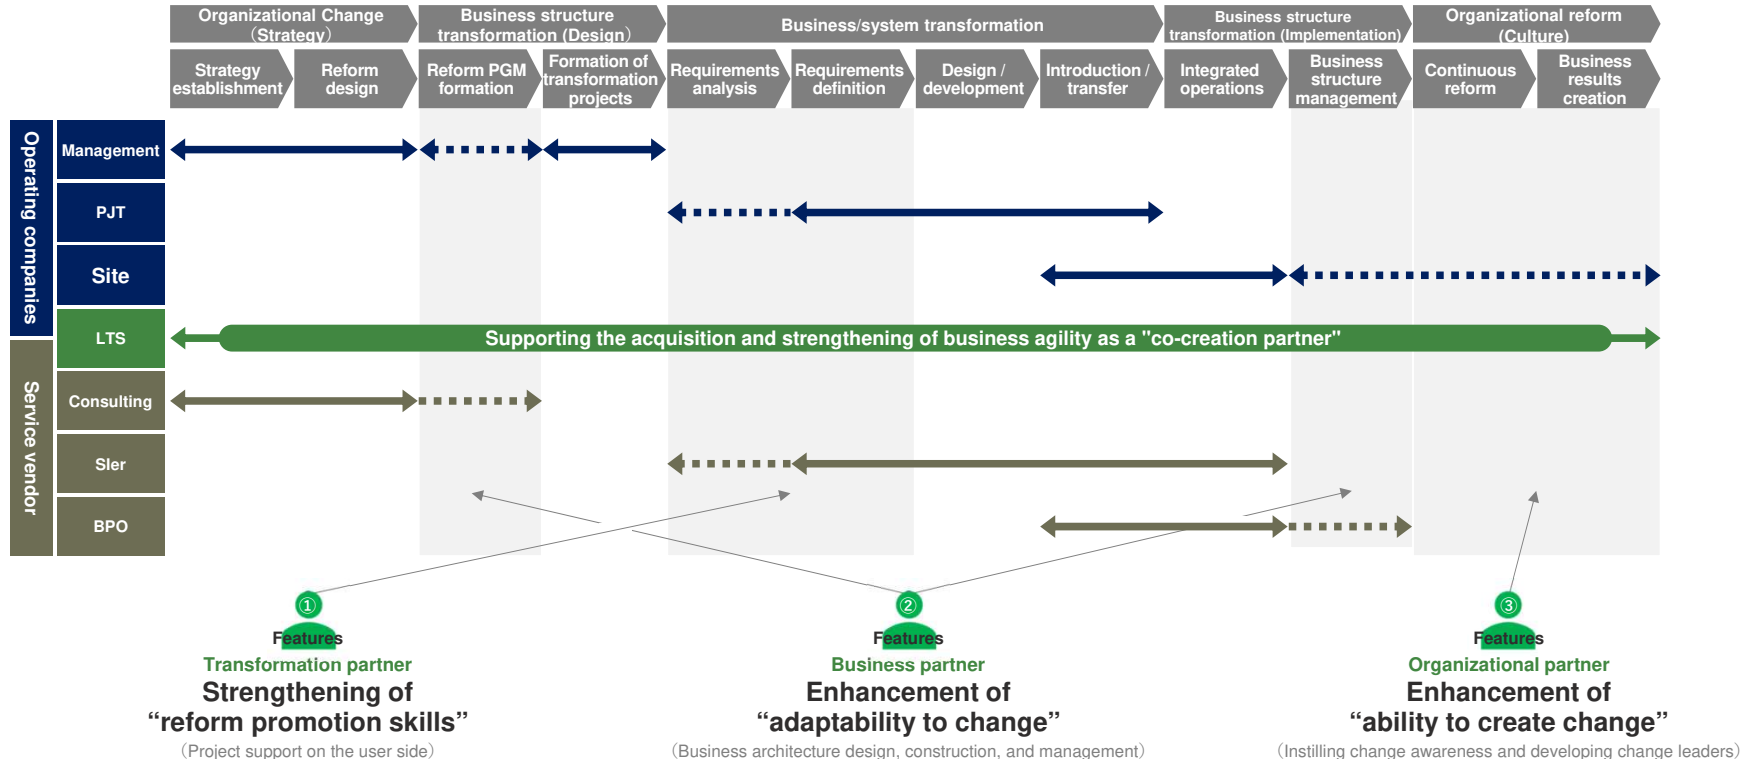 Organizational Change
（Strategy）
Business structure
transformation (Design）
Business/system transformation
Business structure
transformation (Implementation)
Organizational reform
(Culture)
Strategy
establishment
Reform
design
Reform PGM
formation
Formation of
transformation
projects
Requirements
analysis
Requirements
definition
Design /
development
Introduction /
transfer
Integrated
operations
Business
structure
management
Continuous
reform
Business
results
creation
Operating companies
Management
PJT
Site
LTS
Supporting the acquisition and strengthening of business agility as a "co-creation partner"
Service vendor
Consulting
SIer
BPO
①
Features
Transformation partner
Strengthening of
“reform promotion skills”
（Project support on the user side）
②
Features
Business partner
Enhancement of
“adaptability to change”
（Business architecture design, construction, and management）
③
Features
Organizational partner
Enhancement of
“ability to create change”
（Instilling change awareness and developing change leaders）